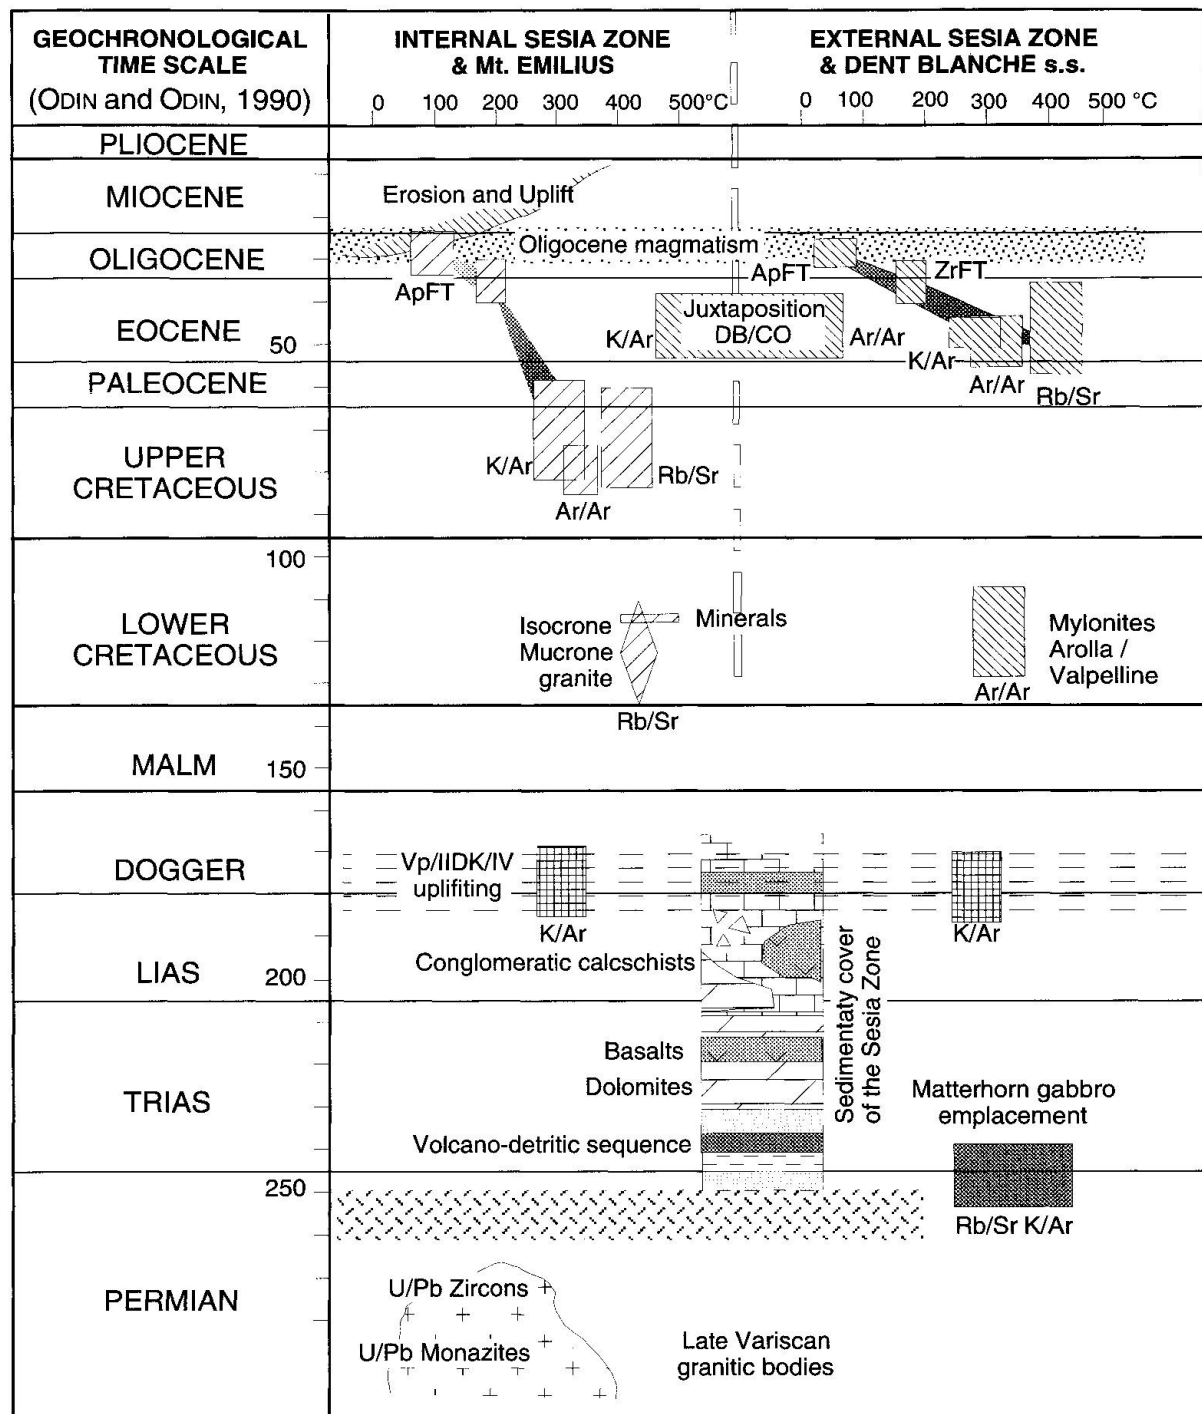 GEOCHRONOLOGICAL
TIME SCALE
(ODIN and ODIN, 1990)
INTERNAL SESIA ZONE
& Mt. EMILIUS
0 100 200 300 400 500°C
EXTERNAL SESIA ZONE
& DENT BLANCHE s.s.
0 100 200 300 400 500 °C
PLIOCENE
MIOCENE
Erosion and Uplift
OLIGOCENE
Oligocene magmatism
ApFT
ApFT
ZrFT
EOCENE
50
K/Ar
Juxtaposition
DB/CO
Ar/Ar
K/Ar
Ar/Ar
Rb/Sr
PALEOCENE
UPPER
CRETACEOUS
K/Ar
Ar/Ar
Rb/Sr
100
LOWER
CRETACEOUS
Isocrone
Mucrone
granite
Minerals
Rb/Sr
Mylonites
Arolla /
Valpelline
Ar/Ar
MALM
150
DOGGER
Vp/IIDK/IV
uplifiting
K/Ar
K/Ar
LIAS
200
Conglomeratic calcschists
Sedimentaty cover
of the Sesia Zone
TRIAS
Basalts
Dolomites
Volcano-detritic sequence
Matterhorn gabbro
emplacement
Rb/Sr K/Ar
250
PERMIAN
U/Pb Zircons
U/Pb Monazites
Late Variscan
granitic bodies